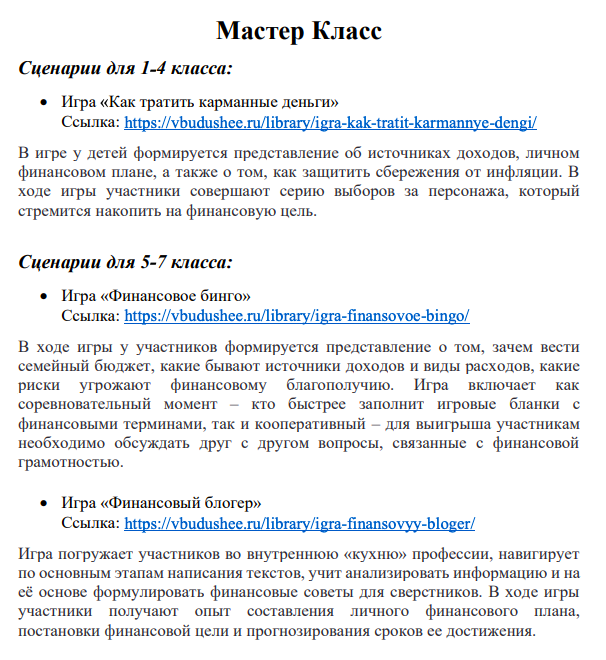 Мастер Класс
Сценарии для 1-4 класса:
• Игра «Как тратить карманные деньги»
Ссылка: https://vbudushee.ru/library/igra-kak-tratit-karmannye-dengi/
В игре у детей формируется представление об источниках доходов, личном
финансовом плане, а также о том, как защитить сбережения от инфляции. В
ходе игры участники совершают серию выборов за персонажа, который
стремится накопить на финансовую цель.
Сценарии для 5-7 класса:
• Игра «Финансовое бинго»
Ссылка: https://vbudushee.ru/library/igra-finansovoe-bingo/
В ходе игры у участников формируется представление о том, зачем вести
семейный бюджет, какие бывают источники доходов и виды расходов, какие
риски угрожают финансовому благополучию. Игра включает как
соревновательный момент – кто быстрее заполнит игровые бланки с
финансовыми терминами, так и кооперативный – для выигрыша участникам
необходимо обсуждать друг с другом вопросы, связанные с финансовой
грамотностью.
• Игра «Финансовый блогер»
Ссылка: https://vbudushee.ru/library/igra-finansovyy-bloger/
Игра погружает участников во внутреннюю «кухню» профессии, навигирует
по основным этапам написания текстов, учит анализировать информацию и на
её основе формулировать финансовые советы для сверстников. В ходе игры
участники получают опыт составления личного финансового плана,
постановки финансовой цели и прогнозирования сроков ее достижения.